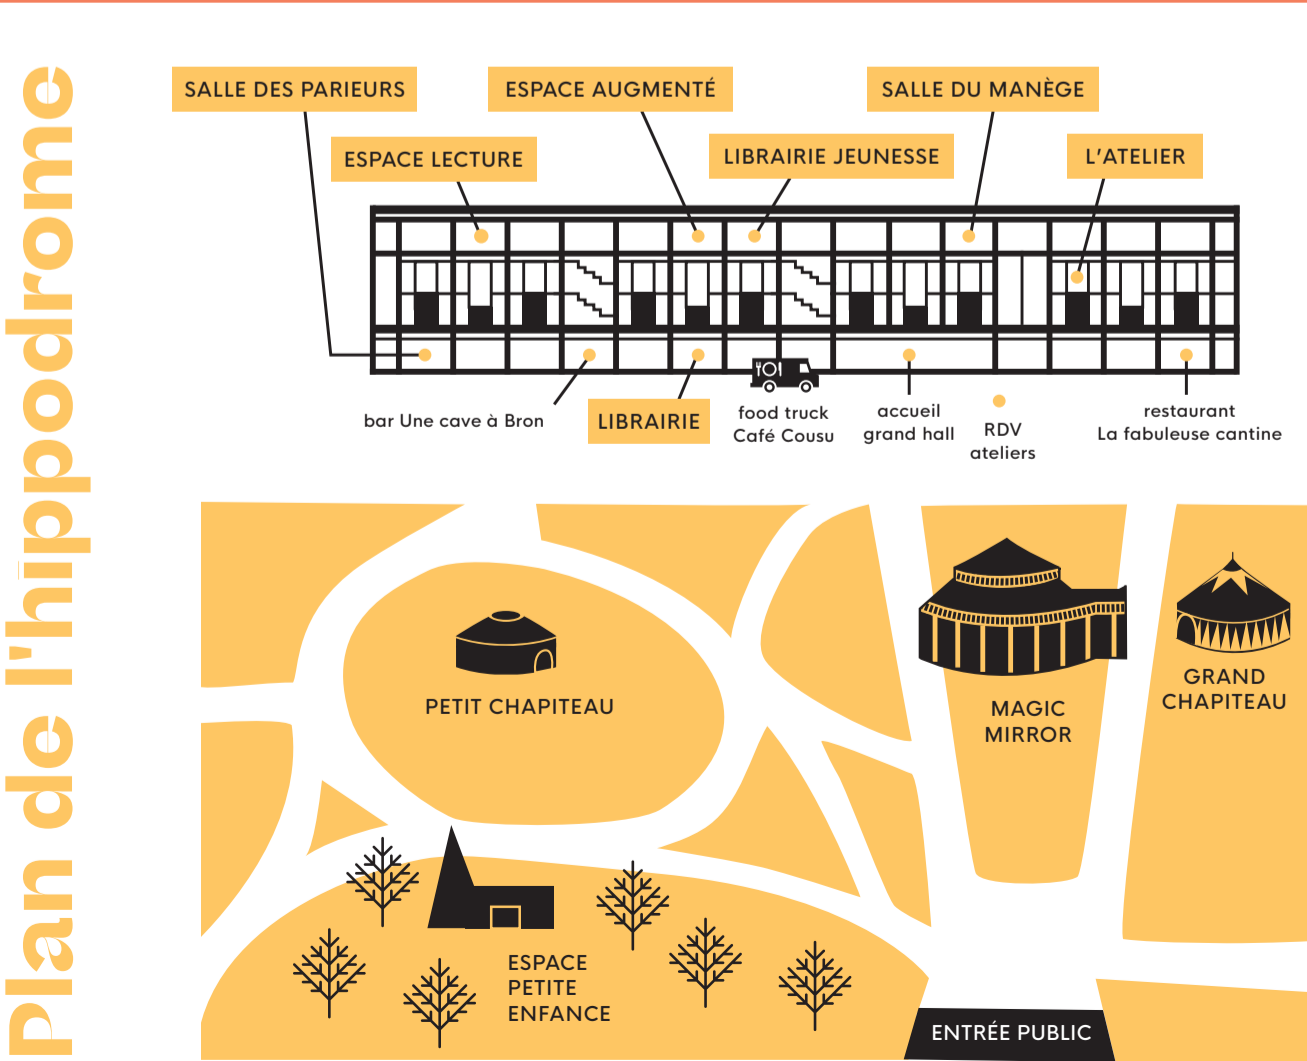 Plan de l'hippodrome
SALLE DES PARIEURS
ESPACE AUGMENTÉ
SALLE DU MANÈGE
ESPACE LECTURE
LIBRAIRIE JEUNESSE
L'ATELIER
bar Une cave à Bron
LIBRAIRIE
food truck
Café Cousu
accueil
grand hall
RDV
ateliers
restaurant
La fabuleuse cantine
PETIT CHAPITEAU
MAGIC
MIRROR
GRAND
CHAPITEAU
ESPACE
PETITE
ENFANCE
ENTRÉE PUBLIC